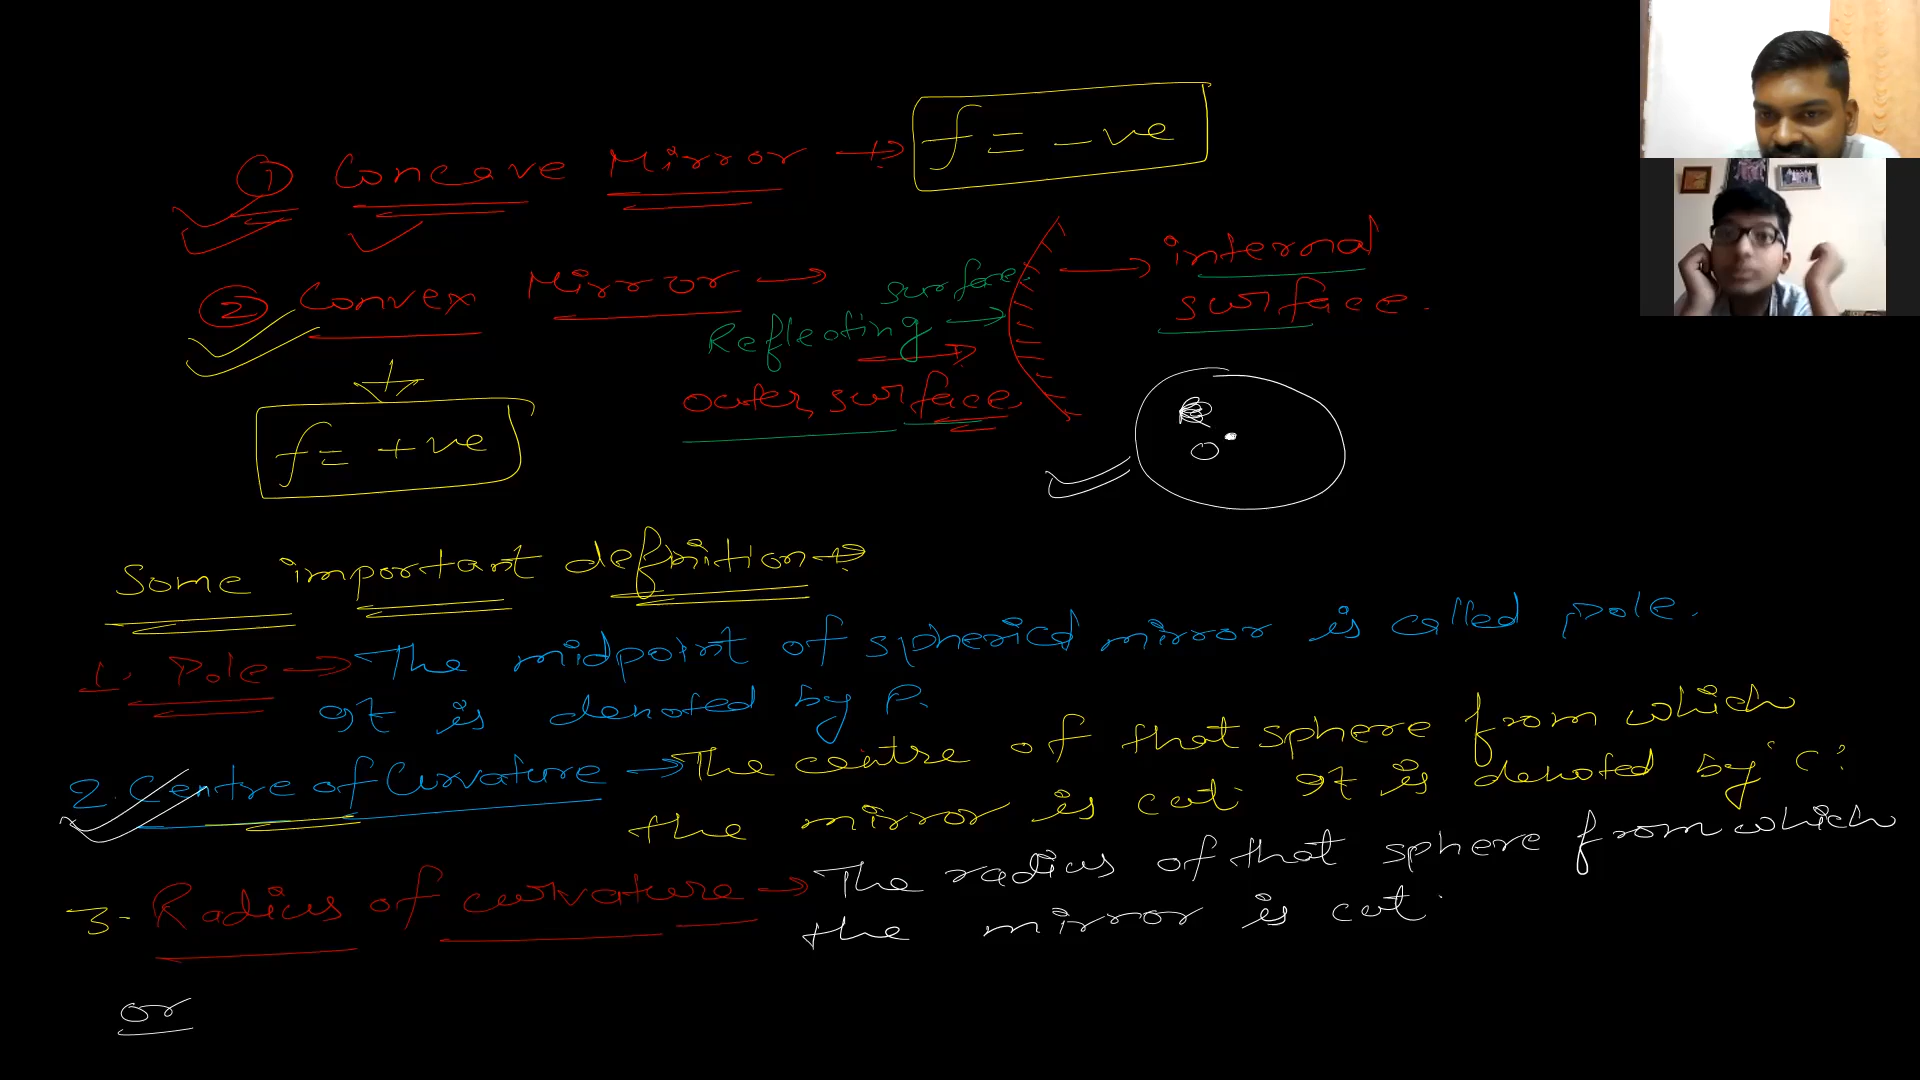 ① Concave Mirror → f = -ve
② Convex Mirror →
f = +ve
surface
Reflecting
outer surface
internal
surface.
O
Some important definition →
1. Pole → The midpoint of spherical mirror is called pole.
It is denoted by P.
2. Centre of Curvature → The centre of that sphere from which
the mirror is cut. It is denoted by 'C'.
3. Radius of curvature → The radius of that sphere from which
the mirror is cut.
or